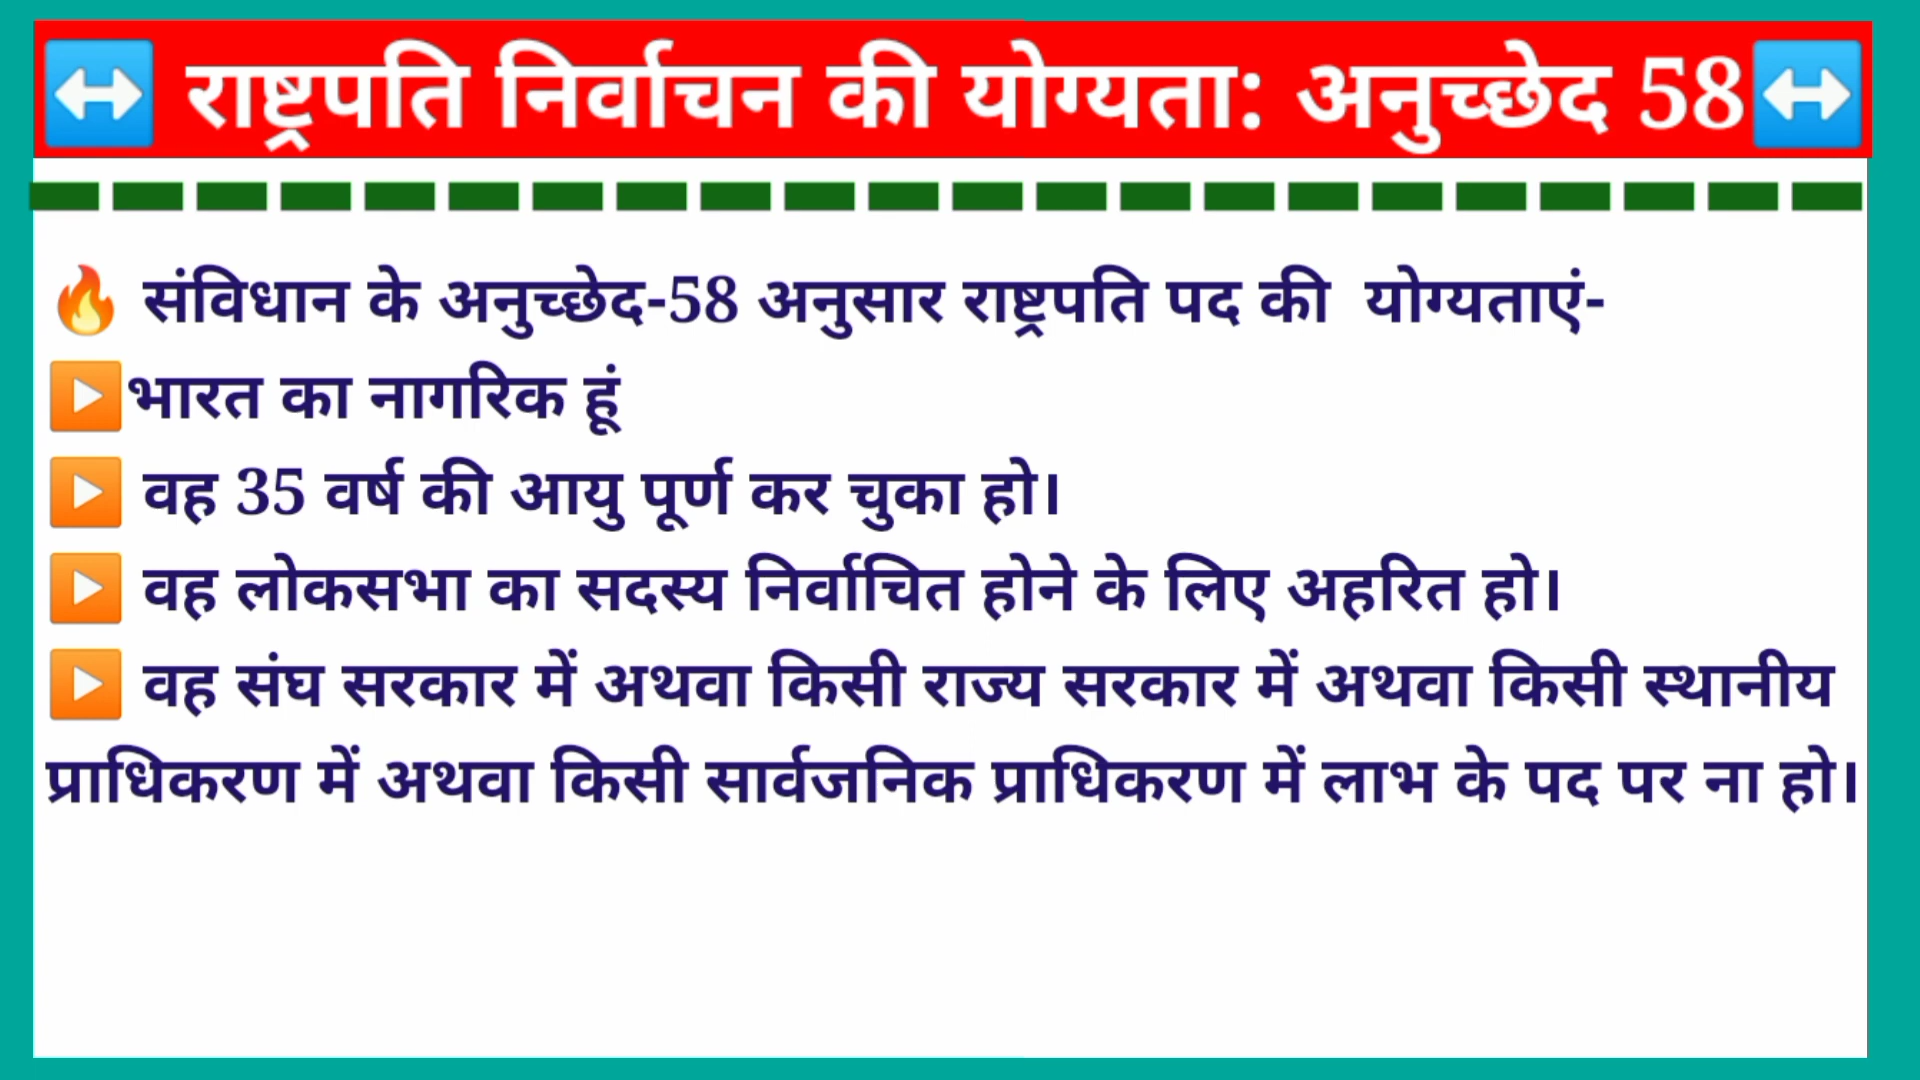 राष्ट्रपति निर्वाचन की योग्यता: अनुच्छेद 58
संविधान के अनुच्छेद-58 अनुसार राष्ट्रपति पद की योग्यताएं-
भारत का नागरिक हूं
वह 35 वर्ष की आयु पूर्ण कर चुका हो।
वह लोकसभा का सदस्य निर्वाचित होने के लिए अहरित हो।
वह संघ सरकार में अथवा किसी राज्य सरकार में अथवा किसी स्थानीय
प्राधिकरण में अथवा किसी सार्वजनिक प्राधिकरण में लाभ के पद पर ना हो।